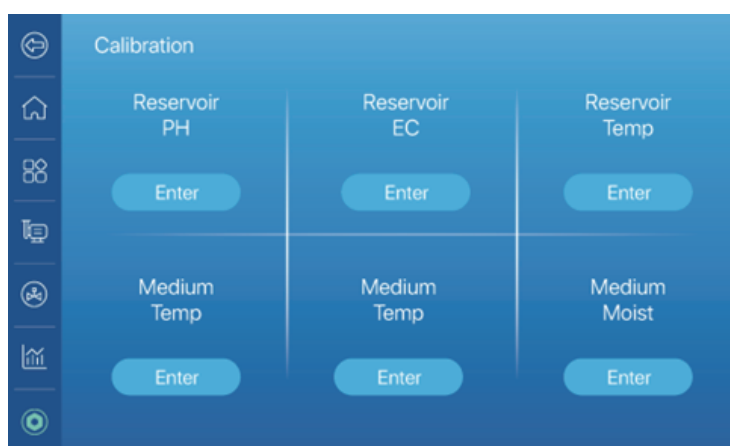 Calibration
Reservoir
PH
Reservoir
EC
Reservoir
Temp
Enter
Enter
Enter
Medium
Temp
Medium
Temp
Medium
Moist
Enter
Enter
Enter